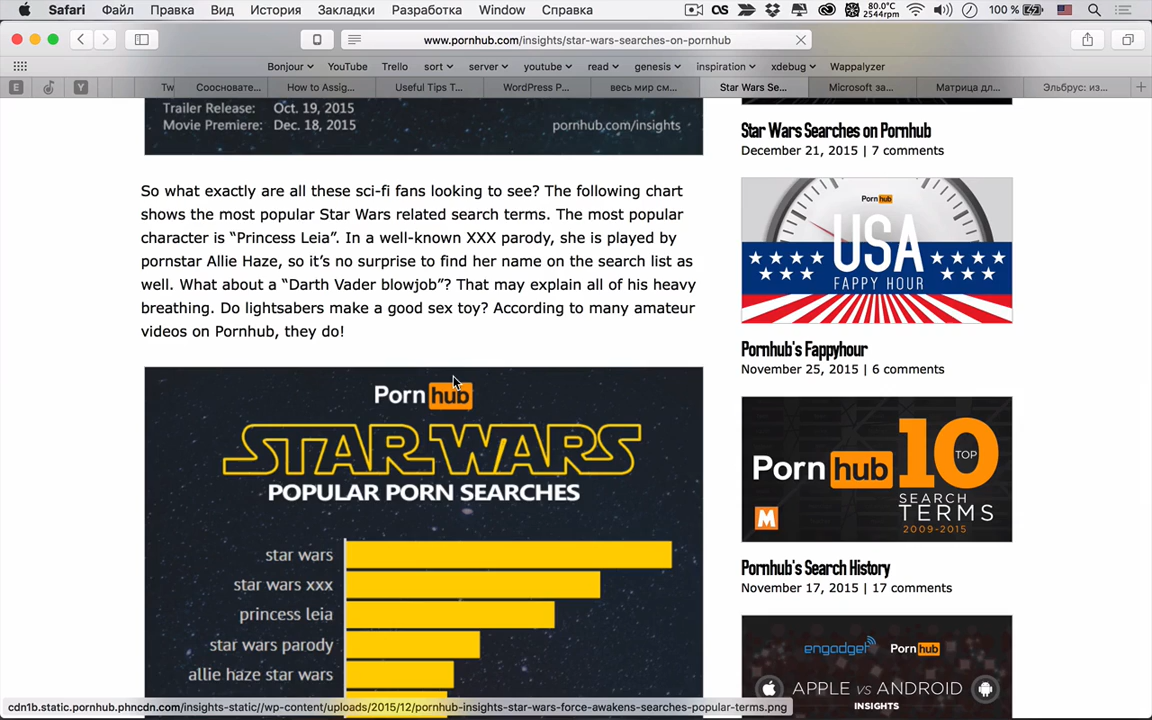 Safari Файл Правка Вид История Закладки Разработка Window Справка 80.0°C 2544rpm 100 %
www.pornhub.com/insights/star-wars-searches-on-pornhub
Bonjour YouTube Trello sort server youtube read genesis inspiration xdebug Wappalyzer
E Y Tw Соосновате... How to Assig... Useful Tips T... WordPress P... весь мир см... Star Wars Se... Microsoft за... Матрица дл... Эльбрус: из...
Trailer Release: Oct. 19, 2015
Movie Premiere: Dec. 18, 2015
pornhub.com/insights
So what exactly are all these sci-fi fans looking to see? The following chart
shows the most popular Star Wars related search terms. The most popular
character is “Princess Leia”. In a well-known XXX parody, she is played by
pornstar Allie Haze, so it’s no surprise to find her name on the search list as
well. What about a “Darth Vader blowjob”? That may explain all of his heavy
breathing. Do lightsabers make a good sex toy? According to many amateur
videos on Pornhub, they do!
Porn hub
STAR WARS
POPULAR PORN SEARCHES
star wars
star wars xxx
princess leia
star wars parody
allie haze star wars
Star Wars Searches on Pornhub
December 21, 2015 | 7 comments
Porn hub
USA
FAPPY HOUR
Pornhub's Fappyhour
November 25, 2015 | 6 comments
Porn hub
TOP 10
SEARCH
TERMS
2009-2015
M
Pornhub's Search History
November 17, 2015 | 17 comments
engadget Porn hub
APPLE VS ANDROID
INSIGHTS
cdn1b.static.pornhub.phncdn.com/insights-static//wp-content/uploads/2015/12/pornhub-insights-star-wars-force-awakens-searches-popular-terms.png